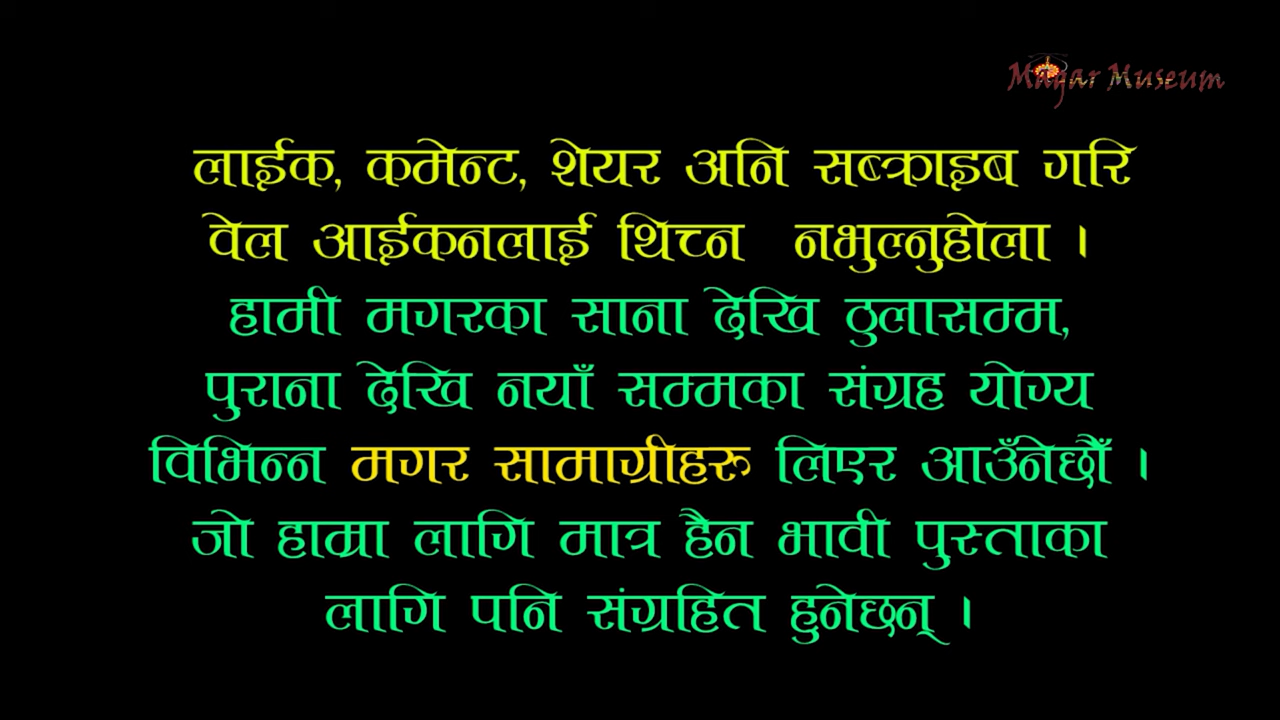 Magar Museum
लाईक, कमेन्ट, शेयर अनि सब्क्राइब गरि
वेल आईकनलाई थिच्न नभुल्नुहोला ।
हामी मगरका साना देखि ठुलासम्म,
पुराना देखि नयाँ सम्मका संग्रह योग्य
विभिन्न मगर सामाग्रीहरु लिएर आउँनेछौँ ।
जो हाम्रा लागि मात्र हैन भावी पुस्ताका
लागि पनि संग्रहित हुनेछन् ।